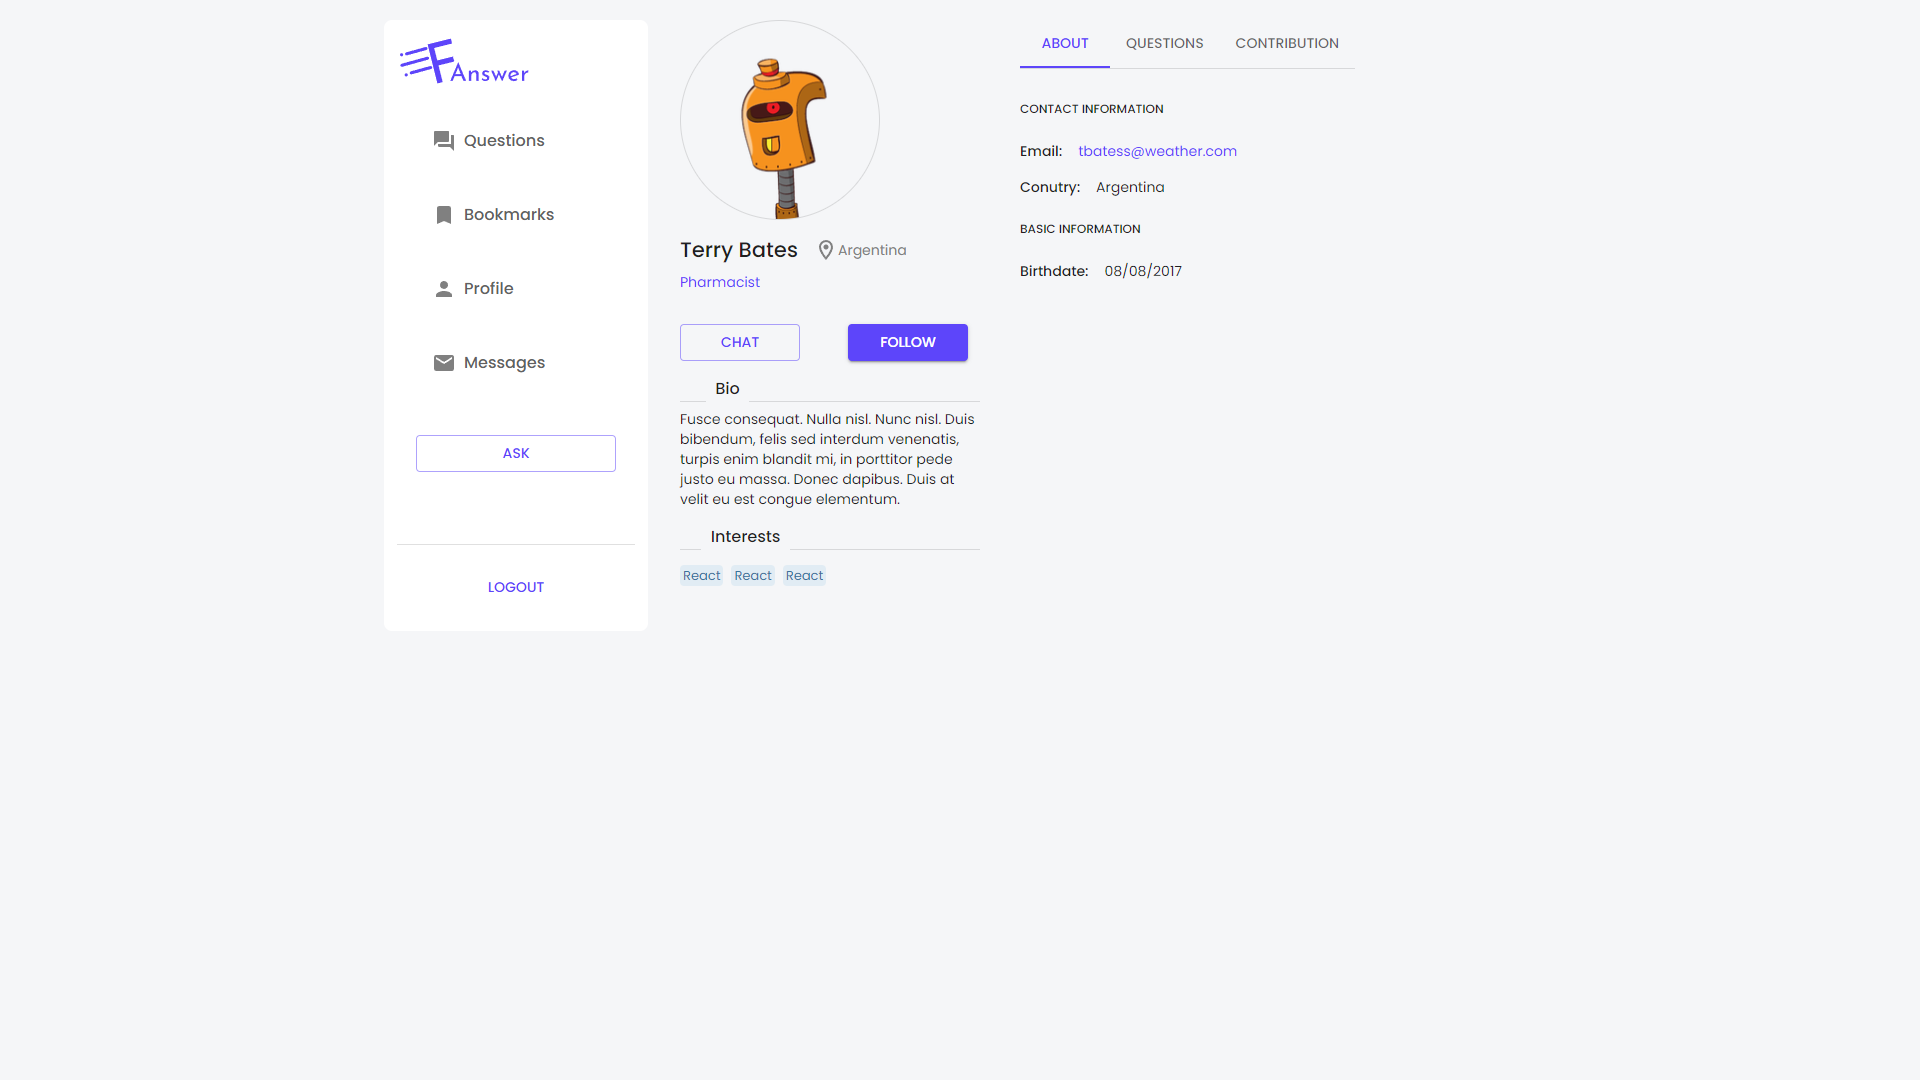 F Answer
Questions
Bookmarks
Profile
Messages
ASK
LOGOUT
Terry Bates
Argentina
Pharmacist
CHAT
FOLLOW
Bio
Fusce consequat. Nulla nisl. Nunc nisl. Duis
bibendum, felis sed interdum venenatis,
turpis enim blandit mi, in porttitor pede
justo eu massa. Donec dapibus. Duis at
velit eu est congue elementum.
Interests
React React React
ABOUT QUESTIONS CONTRIBUTION
CONTACT INFORMATION
Email: tbatess@weather.com
Conutry: Argentina
BASIC INFORMATION
Birthdate: 08/08/2017